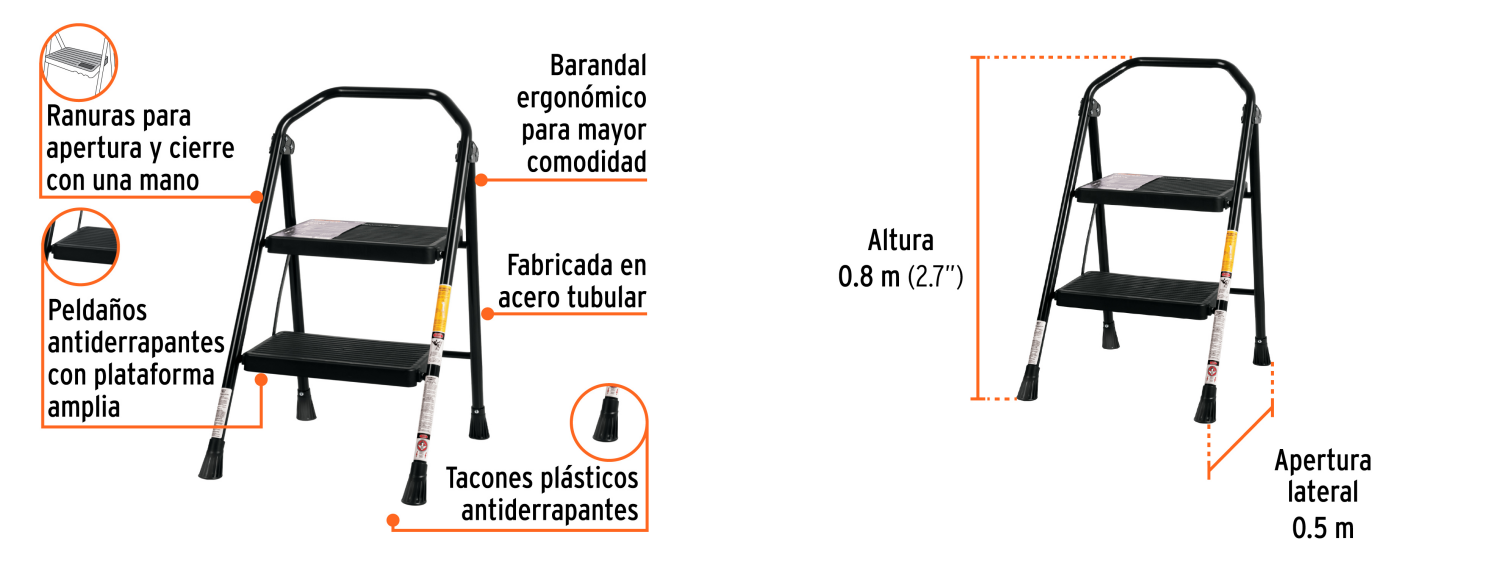 Ranuras para
apertura y cierre
con una mano
Peldaños
antiderrapantes
con plataforma
amplia
Barandal
ergonómico
para mayor
comodidad
Fabricada en
acero tubular
Tacones plásticos
antiderrapantes
Altura
0.8 m (2.7”)
Apertura
lateral
0.5 m